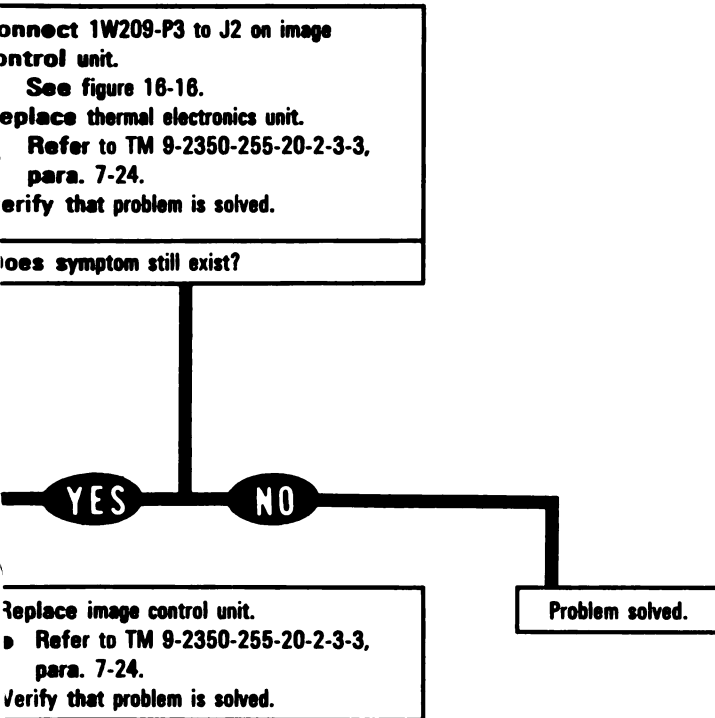 onnect 1W209-P3 to J2 on image
ontrol unit.
See figure 16-16.
eplace thermal electronics unit.
Refer to TM 9-2350-255-20-2-3-3,
para. 7-24.
erify that problem is solved.
oes symptom still exist?
YES NO
Replace image control unit.
Refer to TM 9-2350-255-20-2-3-3,
para. 7-24.
Verify that problem is solved.
Problem solved.